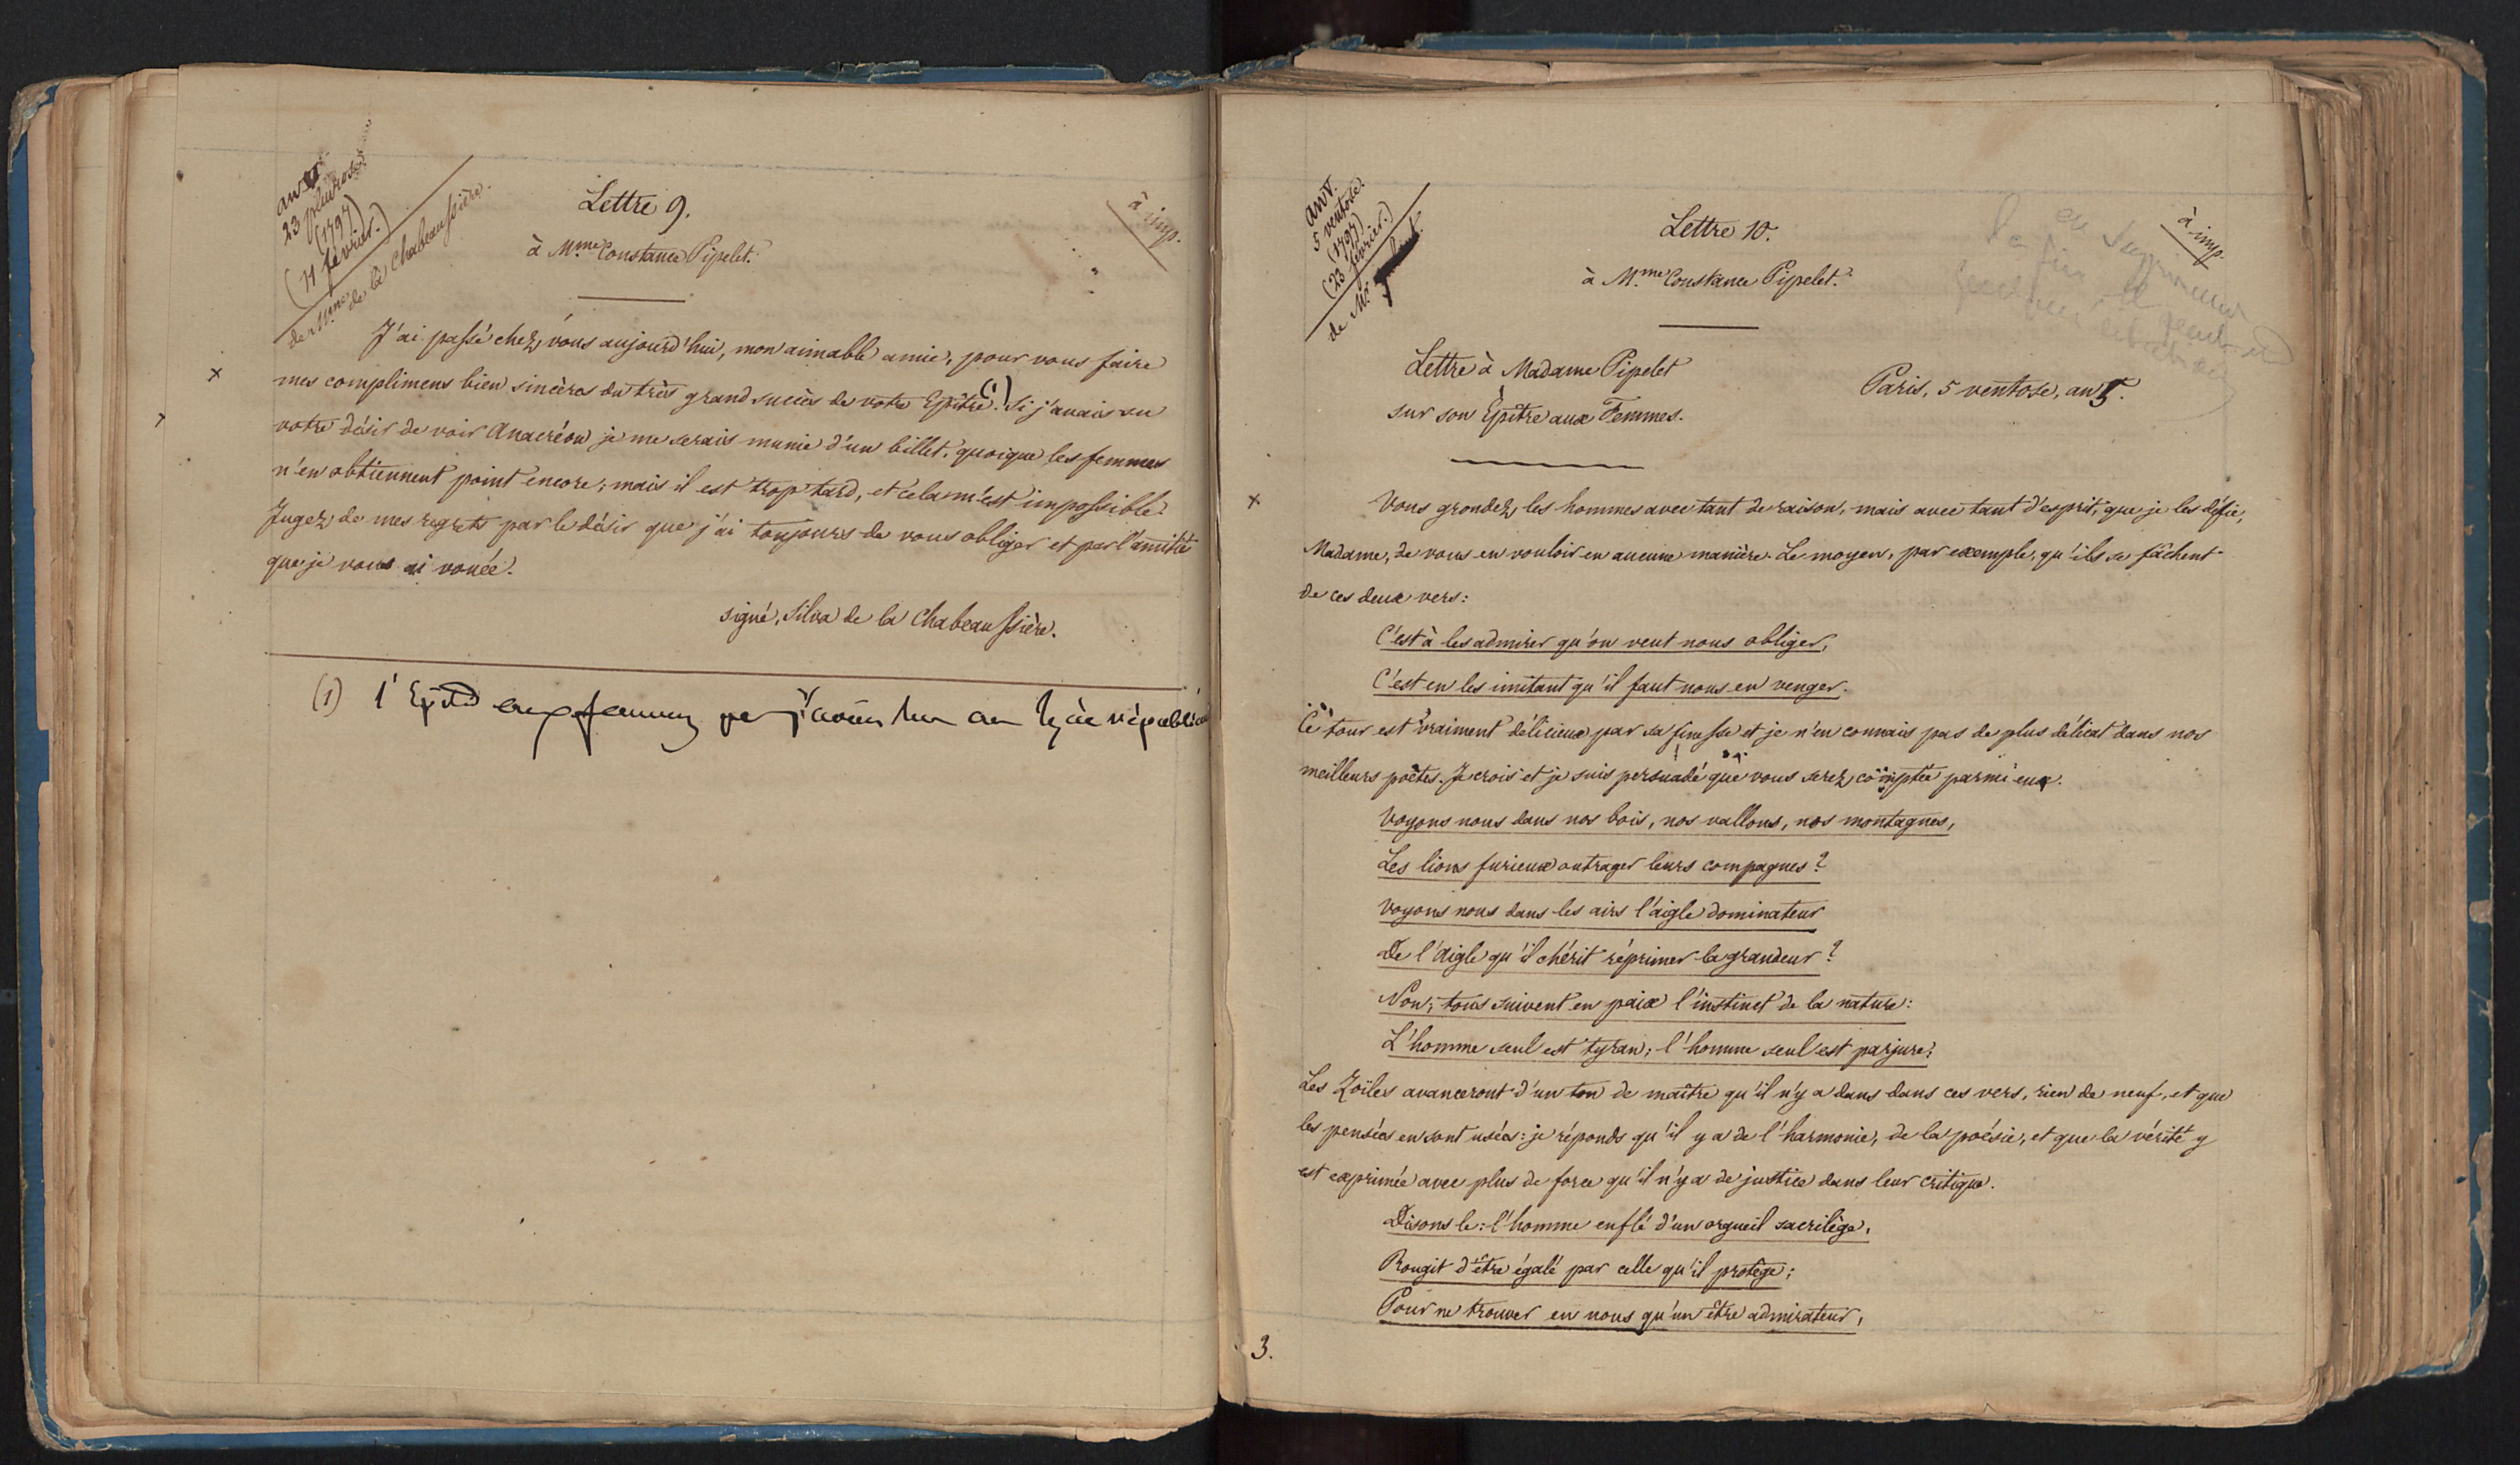 an V
23 pluviose
(1797)
(11 février.)
de Mme de la Chabeaussière.
Lettre 9.
à Mme Constance Pipelet.
à imp.
J'ai passé chez vous aujourd'hui, mon aimable amie, pour vous faire
mes complimens bien sincères du très grand succès de votre Epître (1). Si j'avais su
votre désir de voir Anacréon je me serais munie d'un billet, quoique les femmes
n'en obtiennent point encore; mais il est trop tard, et cela m'est impossible.
Jugez de mes regrets par le désir que j'ai toujours de vous obliger et par l'amitié
que je vous ai vouée.
signé, Silva de la Chabeaussière.
(1) l'Epitre aux femmes que j'avais lue au Lycée républicain
an V.
5 ventose.
(1797)
(23 février.)
de Mr
Lettre 10.
à Mme Constance Pipelet.
à imp.
en supprimant
la fin
Lettre à Madame Pipelet
sur son Épître aux Femmes.
Paris, 5 ventose, an 5.
Vous grondez les hommes avec tant de raison, mais avec tant d'esprit, que je les défie,
Madame, de vous en vouloir en aucune manière. Le moyen, par exemple, qu'ils se fâchent
de ces deux vers:
C'est à les admirer qu'on veut nous obliger,
C'est en les imitant qu'il faut nous en venger.
Ce tour est vraiment délicieux par sa finesse et je n'en connais pas de plus délicat dans nos
meilleurs poëtes. Je crois et je suis persuadé que vous serez comptée parmi eux.
Voyons nous dans nos bois, nos vallons, nos montagnes,
Les lions furieux outrager leurs compagnes?
Voyons nous dans les airs l'aigle dominateur
De l'aigle qu'il chérit réprimer la grandeur?
Non; tous suivent en paix l'instinct de la nature:
L'homme seul est tyran; l'homme seul est parjure;
Les Zoïles avanceront d'un ton de maître qu'il n'y a dans dans ces vers, rien de neuf, et que
les pensées en sont usées: je réponds qu'il y a de l'harmonie, de la poésie, et que la vérité y
est exprimée avec plus de force qu'il n'y a de justice dans leur critique.
Disons le: l'homme enflé d'un orgueil sacrilège,
Rougit d'être égalé par celle qu'il protège;
Pour ne trouver en nous qu'un être admirateur,
3.